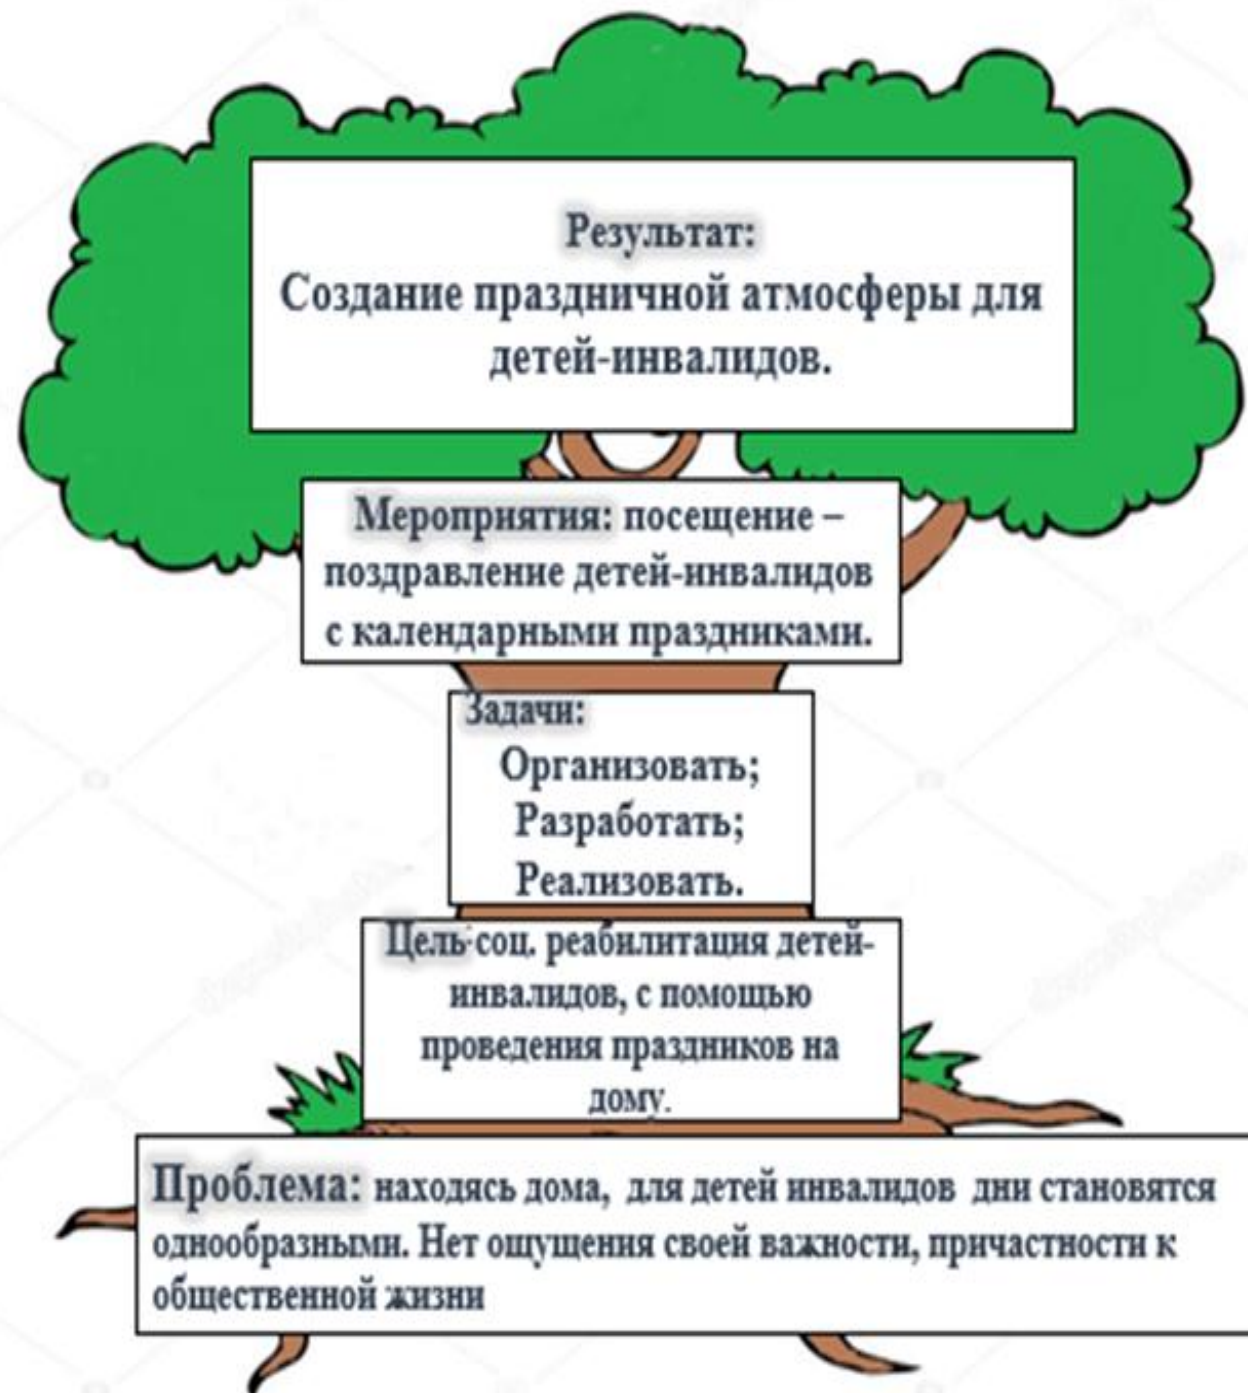 Результат:
Создание праздничной атмосферы для
детей-инвалидов.
Мероприятия: посещение –
поздравление детей-инвалидов
с календарными праздниками.
Задачи:
Организовать;
Разработать;
Реализовать.
Цель:соц. реабилитация детей-
инвалидов, с помощью
проведения праздников на
дому.
Проблема: находясь дома, для детей инвалидов дни становятся
однообразными. Нет ощущения своей важности, причастности к
общественной жизни